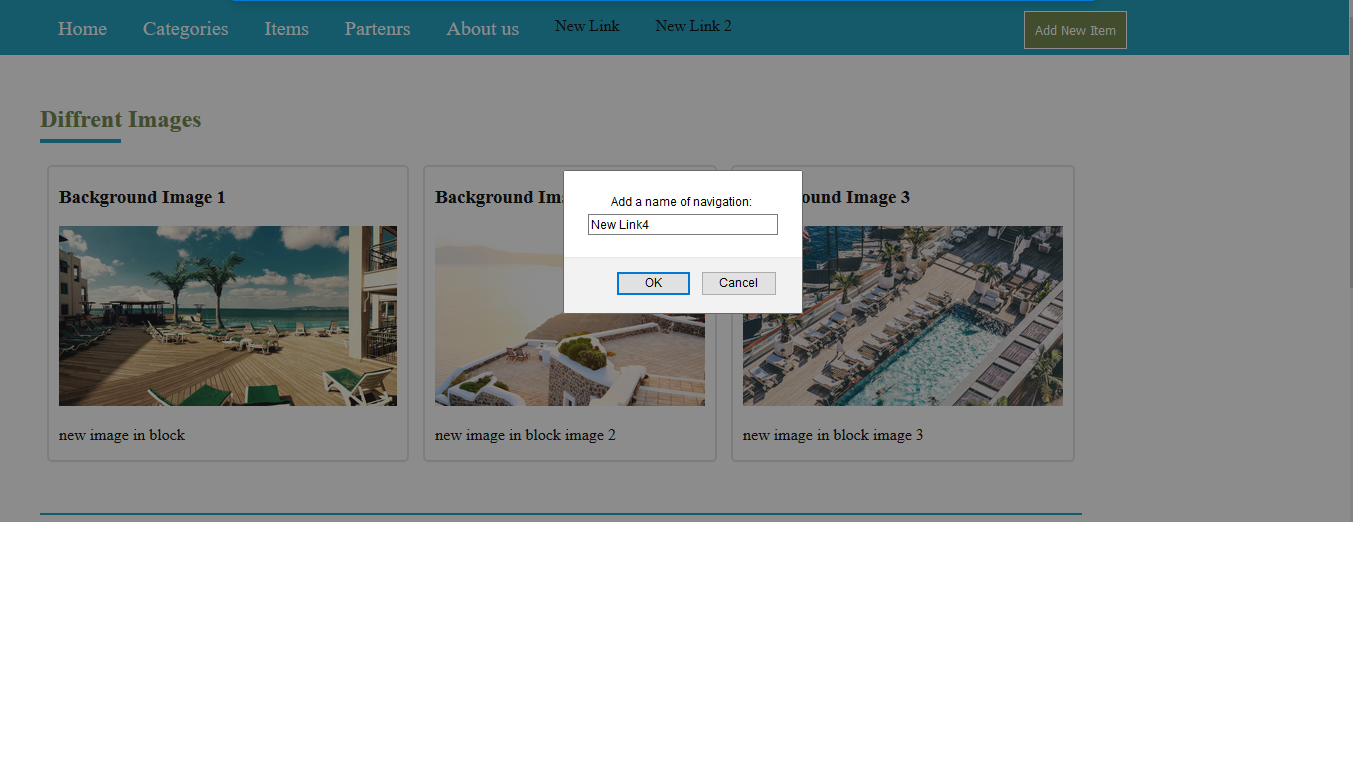 Home Categories Items Partenrs About us New Link New Link 2 Add New Item
Diffrent Images
Background Image 1
Background Ima
ound Image 3
Add a name of navigation:
New Link4
OK Cancel
new image in block
new image in block image 2
new image in block image 3